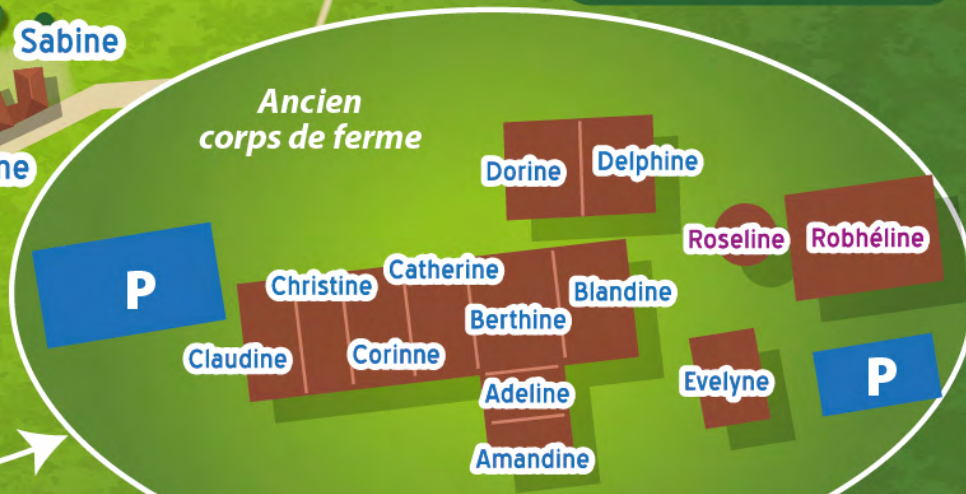 Sabine
Ancien
corps de ferme
ne
Dorine
Delphine
Roseline
Robhéline
P
Christine
Catherine
Blandine
Berthine
Claudine
Corinne
Adeline
Evelyne
P
Amandine